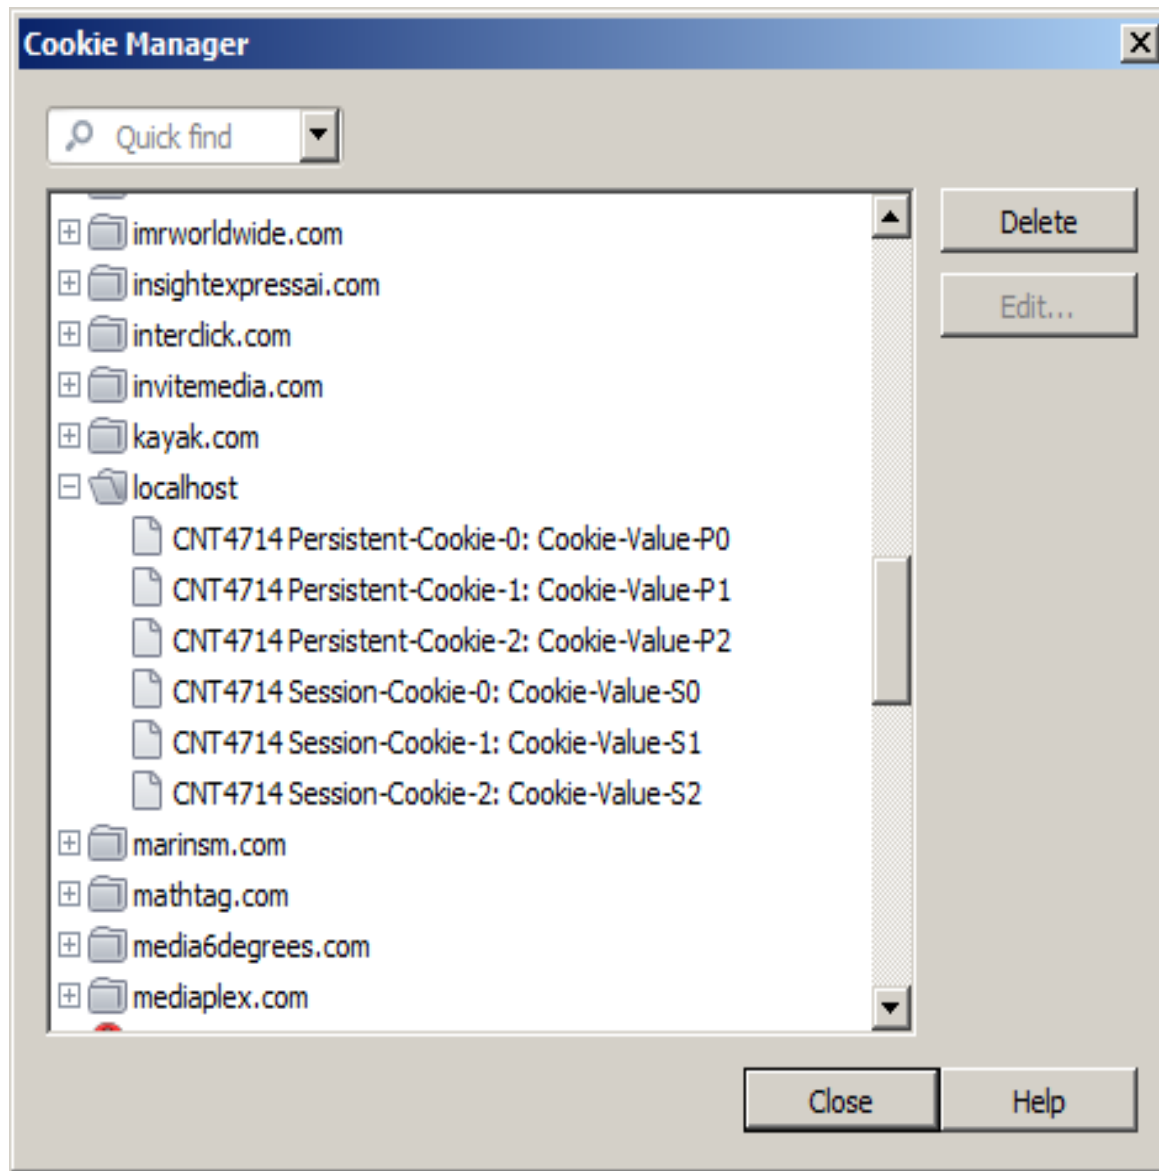 Cookie Manager
Quick find
Delete
Edit...
imrworldwide.com
insightexpressai.com
interclick.com
invitemedia.com
kayak.com
localhost
CNT4714 Persistent-Cookie-0: Cookie-Value-P0
CNT4714 Persistent-Cookie-1: Cookie-Value-P1
CNT4714 Persistent-Cookie-2: Cookie-Value-P2
CNT4714 Session-Cookie-0: Cookie-Value-S0
CNT4714 Session-Cookie-1: Cookie-Value-S1
CNT4714 Session-Cookie-2: Cookie-Value-S2
marinsm.com
mathtag.com
media6degrees.com
mediaplex.com
Close
Help